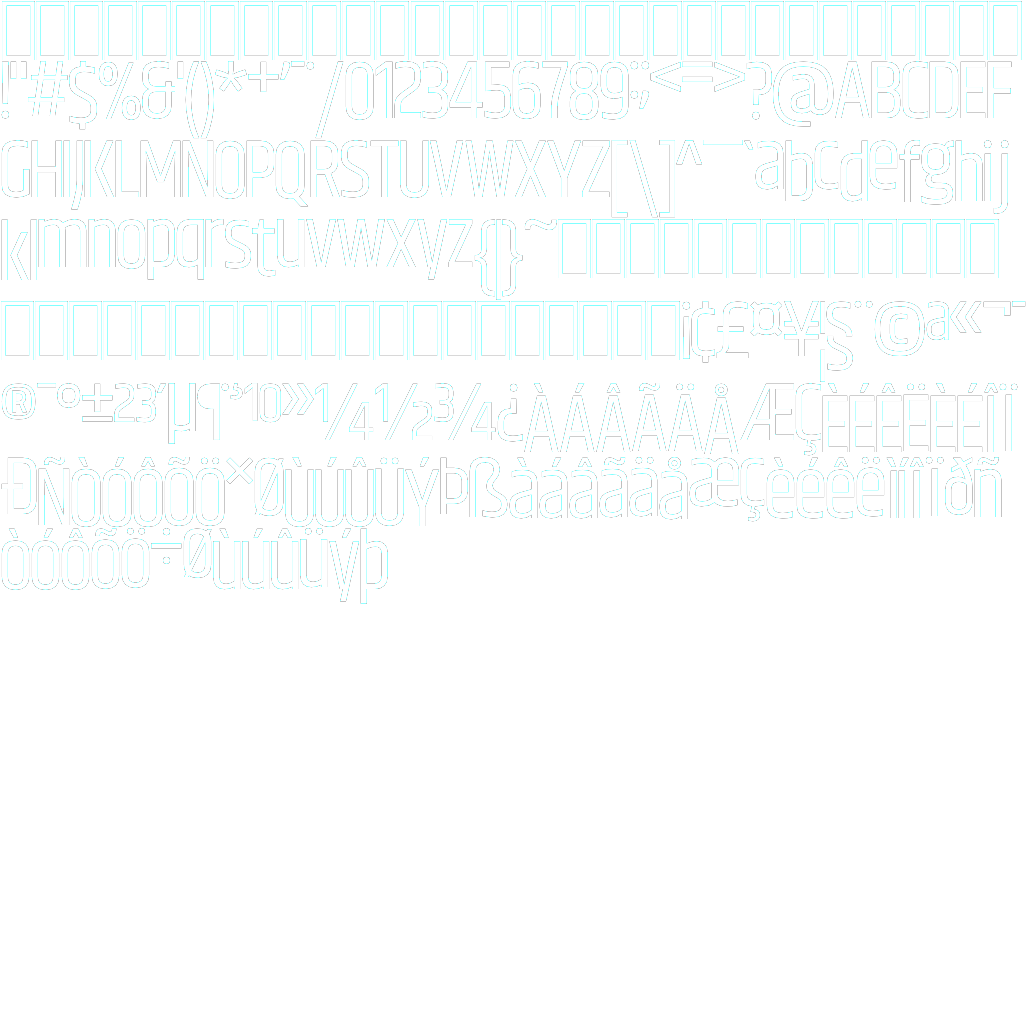 !"#$%&'()*+,-./0123456789:;<=>?@ABCDEF
GHIJKLMNOPQRSTUVWXYZ[\]^_`abcdefghij
klmnopqrstuvwxyz{|}~
¡¢£¤¥¦§¨©ª«¬-
®¯°±²³´µ¶·¸¹º»¼½¾¿ÀÁÂÃÄÅÆÇÈÉÊËÌÍÎÏ
ÐÑÒÓÔÕÖ×ØÙÚÛÜÝÞßàáâãäåæçèéêëìíîïðñ
òóôõö÷øùúûüýþ